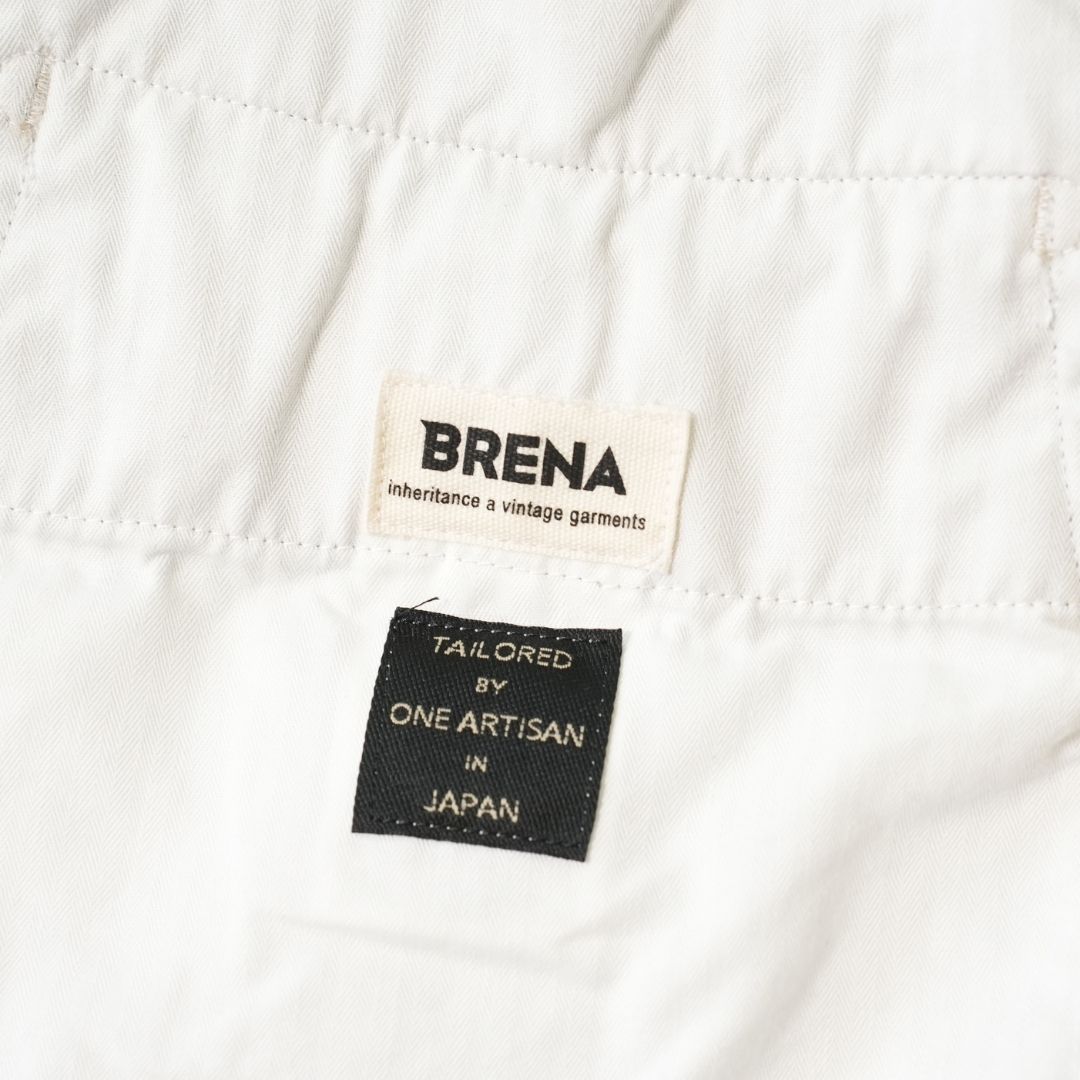 BRENA
inheritance a vintage garments
TAILORED
BY
ONE ARTISAN
IN
JAPAN